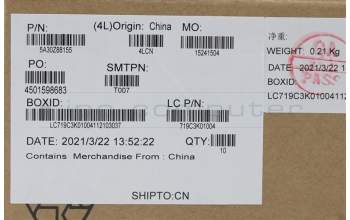 P/N: (4L)Origin: China MO:
5A30Z88155 4LCN 15241504
PO: SMTPN:
4501598683 T007
BOXID: LC P/N:
LC719C3K01004112103037 719C3K01004
DATE: 2021/3/22 13:52:22 QTY:
10
Contains Merchandise From : China
SHIPTO:CN
净重:
WEIGHT: 0.21 Kg
DATE: 2021/3/22
PASS
BOXID:
LC719C3K010041121